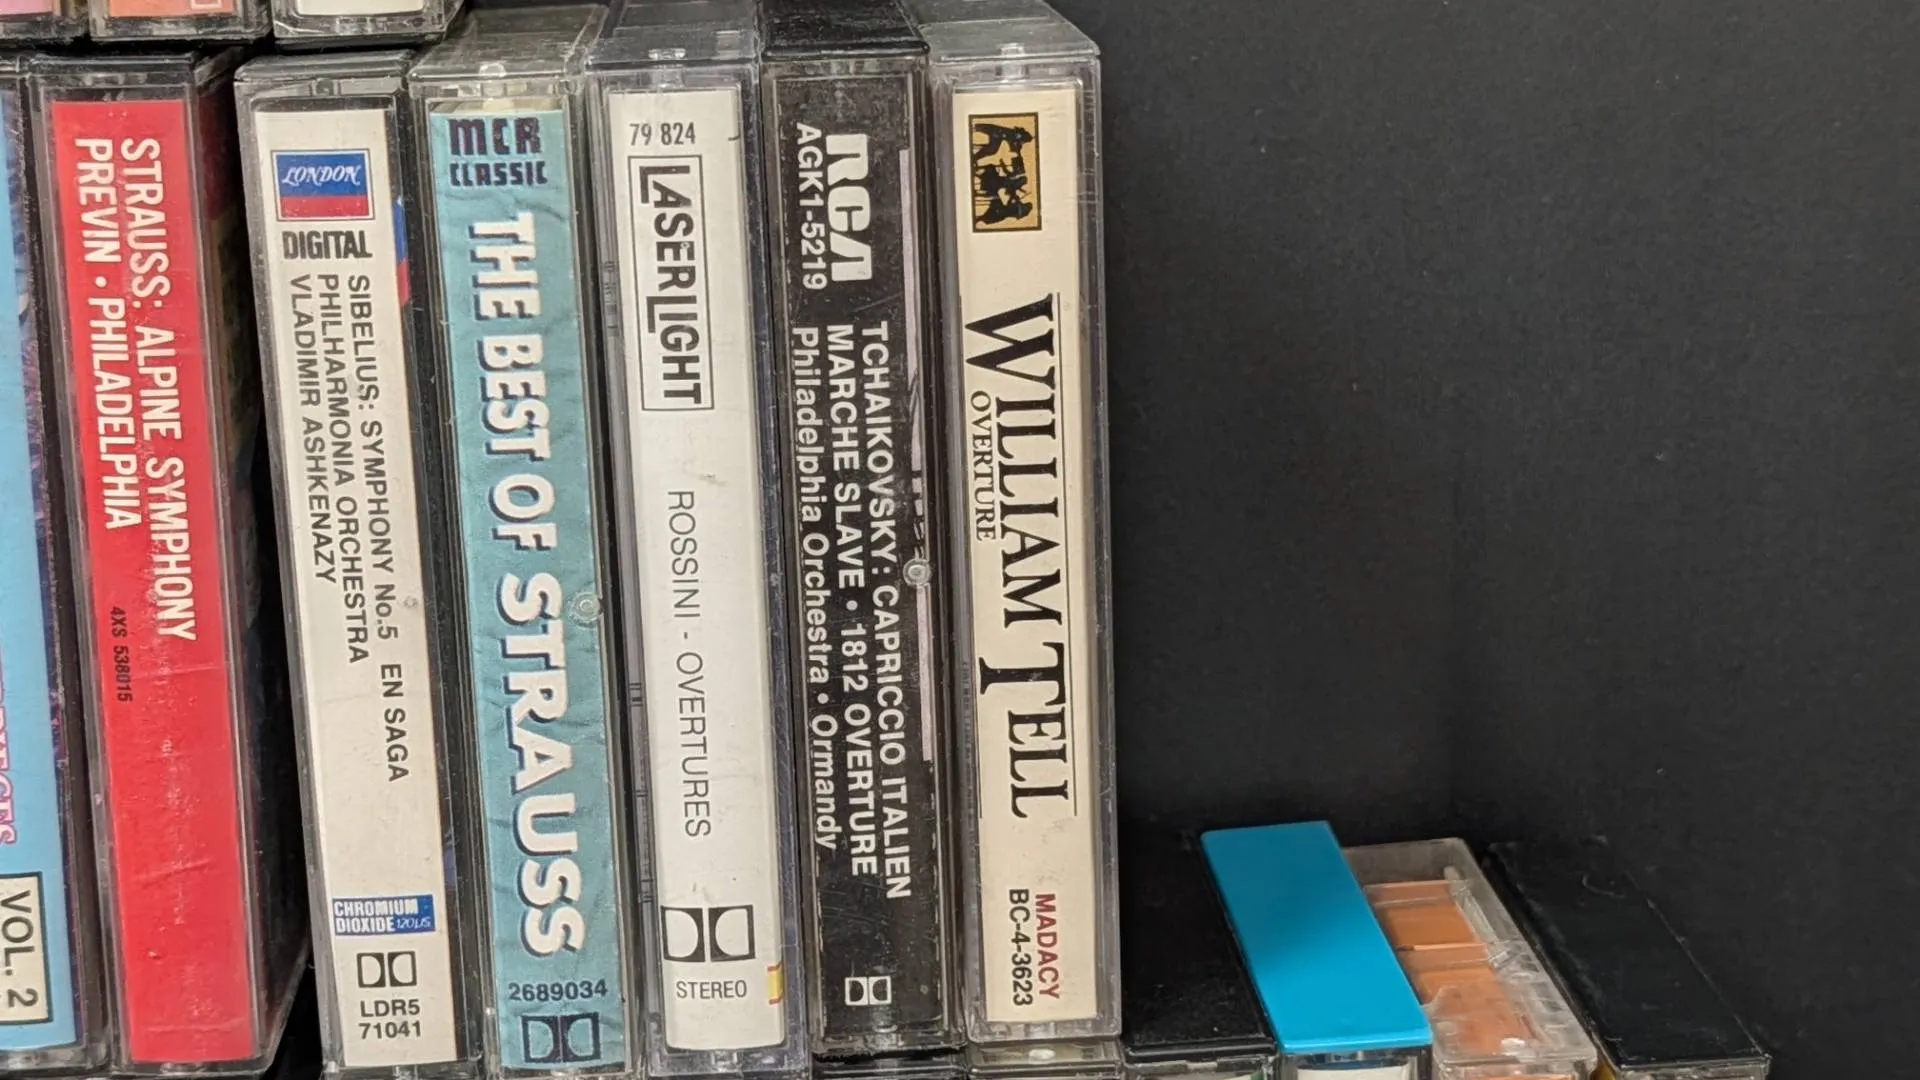 VOL. 2
STRAUSS: ALPINE SYMPHONY
PREVIN • PHILADELPHIA
4XS 538015
LONDON
DIGITAL
SIBELIUS: SYMPHONY No.5 EN SAGA
PHILHARMONIA ORCHESTRA
VLADIMIR ASHKENAZY
CHROMIUM
DIOXIDE 120µS
LDR5
71041
MCR
CLASSIC
THE BEST OF STRAUSS
2689034
79 824
LASERLIGHT
ROSSINI - OVERTURES
STEREO
RCA
AGK1-5219
TCHAIKOVSKY: CAPRICCIO ITALIEN
MARCHE SLAVE • 1812 OVERTURE
Philadelphia Orchestra • Ormandy
WILLIAM TELL
OVERTURE
MADACY
BC-4-3623